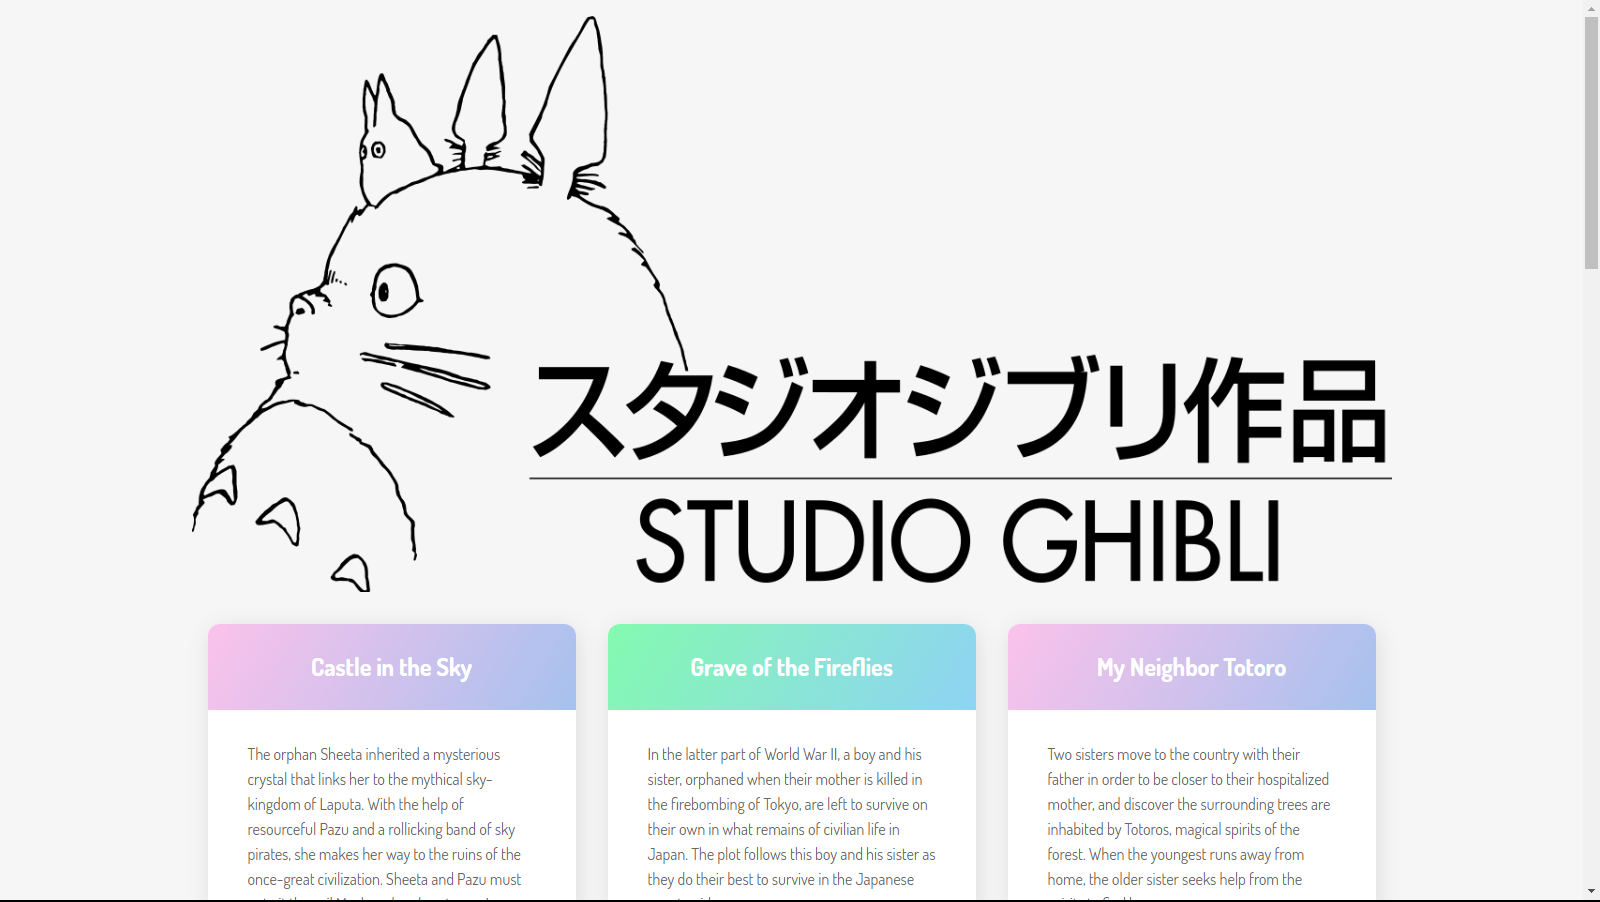 スタジオジブリ作品
STUDIO GHIBLI
Castle in the Sky
The orphan Sheeta inherited a mysterious
crystal that links her to the mythical sky-
kingdom of Laputa. With the help of
resourceful Pazu and a rollicking band of sky
pirates, she makes her way to the ruins of the
once-great civilization. Sheeta and Pazu must
Grave of the Fireflies
In the latter part of World War II, a boy and his
sister, orphaned when their mother is killed in
the firebombing of Tokyo, are left to survive on
their own in what remains of civilian life in
Japan. The plot follows this boy and his sister as
they do their best to survive in the Japanese
My Neighbor Totoro
Two sisters move to the country with their
father in order to be closer to their hospitalized
mother, and discover the surrounding trees are
inhabited by Totoros, magical spirits of the
forest. When the youngest runs away from
home, the older sister seeks help from the